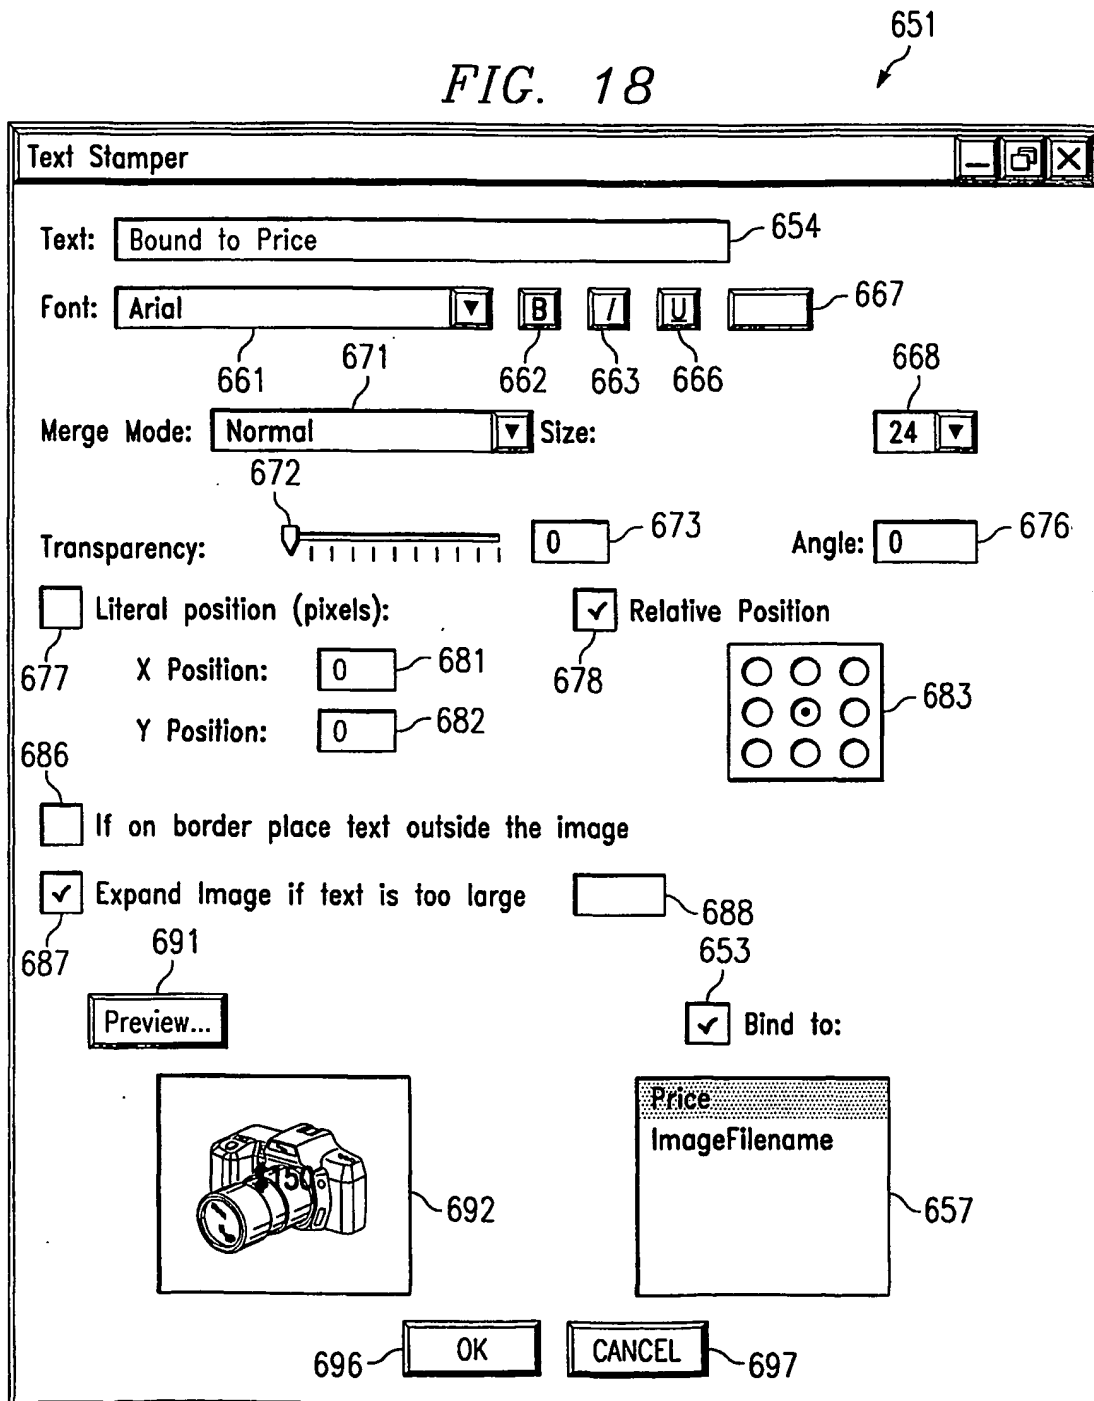 651
FIG. 18
Text Stamper
Text: Bound to Price 654
Font: Arial B I U 667
661 671 662 663 666 668
Merge Mode: Normal Size: 24
672
Transparency: 0 673 Angle: 0 676
Literal position (pixels): Relative Position
677 X Position: 0 681 678
683
Y Position: 0 682
686
If on border place text outside the image
Expand Image if text is too large 688
687 691 653
Preview... Bind to:
Price
ImageFilename
$150
692 657
696 OK CANCEL 697